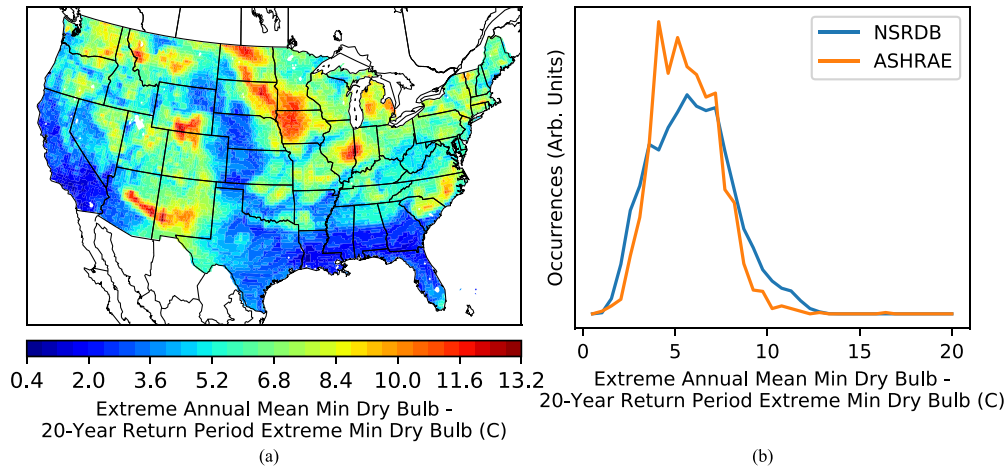 0.4 2.0 3.6 5.2 6.8 8.4 10.0 11.6 13.2
Extreme Annual Mean Min Dry Bulb -
20-Year Return Period Extreme Min Dry Bulb (C)
(a)
NSRDB
ASHRAE
Occurrences (Arb. Units)
0 5 10 15 20
Extreme Annual Mean Min Dry Bulb -
20-Year Return Period Extreme Min Dry Bulb (C)
(b)